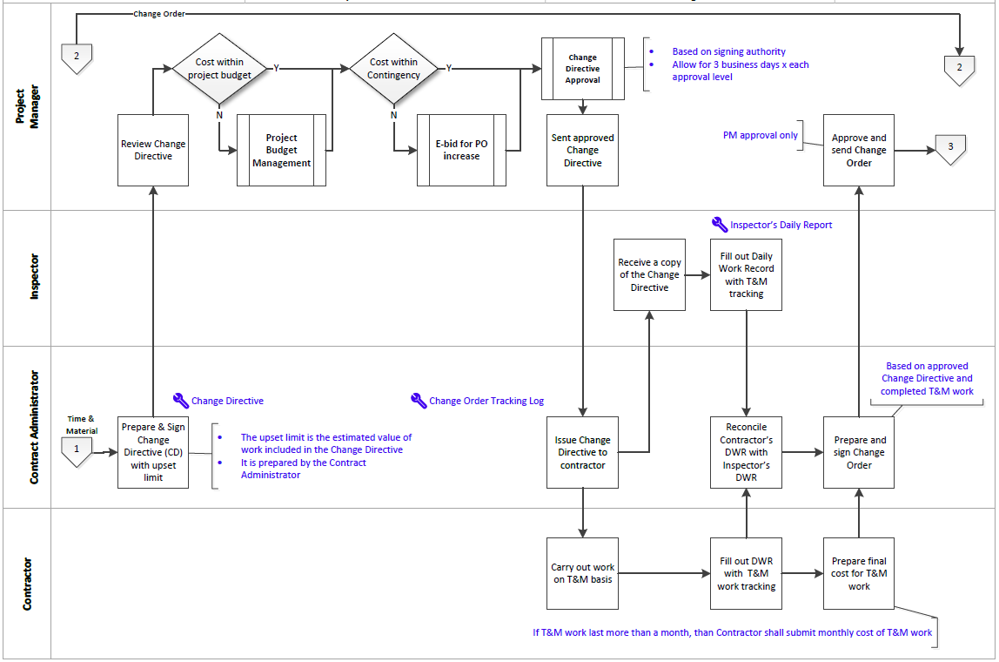 Project
Manager
Change Order
2
2
Cost within
project budget
Y
N
Cost within
Contingency
Y
N
Change
Directive
Approval
• Based on signing authority
• Allow for 3 business days x each
approval level
Review Change
Directive
Project
Budget
Management
E-bid for PO
increase
Sent approved
Change
Directive
PM approval only
Approve and
send Change
Order
3
Inspector
Inspector's Daily Report
Receive a copy
of the Change
Directive
Fill out Daily
Work Record
with T&M
tracking
Contract Administrator
Time &
Material
1
Change Directive
Prepare & Sign
Change
Directive (CD)
with upset
limit
• The upset limit is the estimated value of
work included in the Change Directive
• It is prepared by the Contract
Administrator
Change Order Tracking Log
Issue Change
Directive to
contractor
Reconcile
Contractor's
DWR with
Inspector's
DWR
Based on approved
Change Directive and
completed T&M work
Prepare and
sign Change
Order
Contractor
Carry out work
on T&M basis
Fill out DWR
with T&M
work tracking
Prepare final
cost for T&M
work
If T&M work last more than a month, than Contractor shall submit monthly cost of T&M work